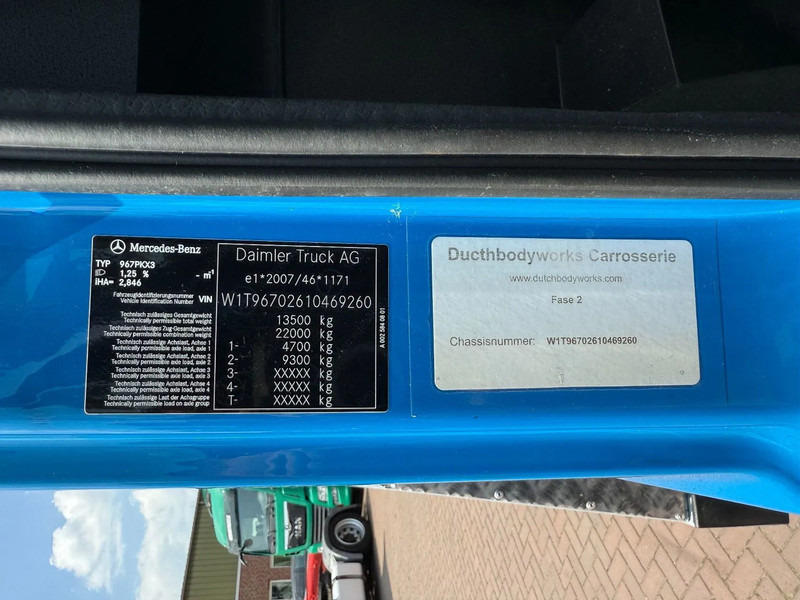 Mercedes-Benz
TYP 967PKX3
1,25 % - m⁻¹
iHA= 2,846
Fahrzeugidentifizierungsnummer
Vehicle Identification Number VIN
Daimler Truck AG
e1*2007/46*1171
W1T96702610469260
Technisch zulässiges Gesamtgewicht
Technically permissible total weight
13500 kg
Technisch zulässiges Zug-Gesamtgewicht
Technically permissible combination weight
22000 kg
Technisch zulässige Achslast, Achse 1
Technically permissible axle load, axle 1
1- 4700 kg
Technisch zulässige Achslast, Achse 2
Technically permissible axle load, axle 2
2- 9300 kg
Technisch zulässige Achslast, Achse 3
Technically permissible axle load, axle 3
3- XXXXX kg
Technisch zulässige Achslast, Achse 4
Technically permissible axle load, axle 4
4- XXXXX kg
Technisch zulässige Last der Achsgruppe
Technically permissible load on axle group
T- XXXXX kg
A 002 584 08 01
Ducthbodyworks Carrosserie
www.dutchbodyworks.com
Fase 2
Chassisnummer: W1T96702610469260
MAN